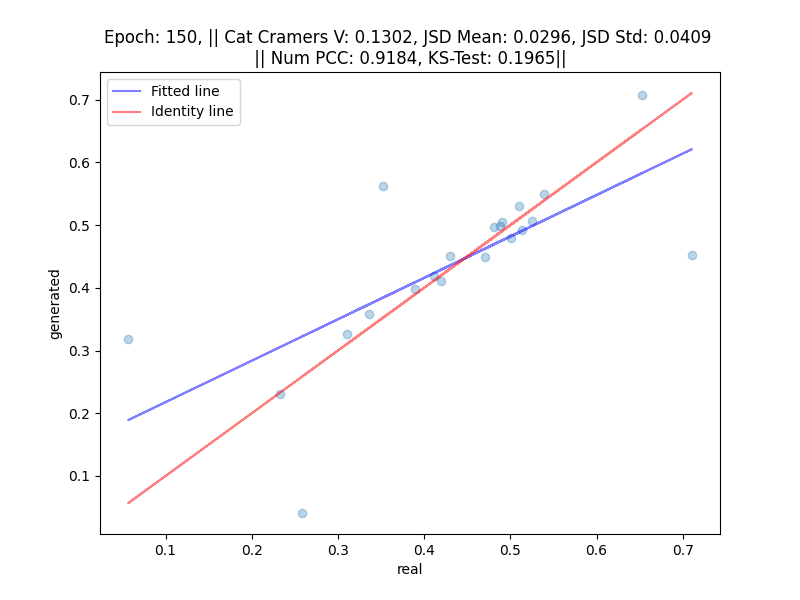 Epoch: 150, || Cat Cramers V: 0.1302, JSD Mean: 0.0296, JSD Std: 0.0409
|| Num PCC: 0.9184, KS-Test: 0.1965||
Fitted line
Identity line
0.7
0.6
0.5
0.4
0.3
0.2
0.1
generated
0.1 0.2 0.3 0.4 0.5 0.6 0.7
real